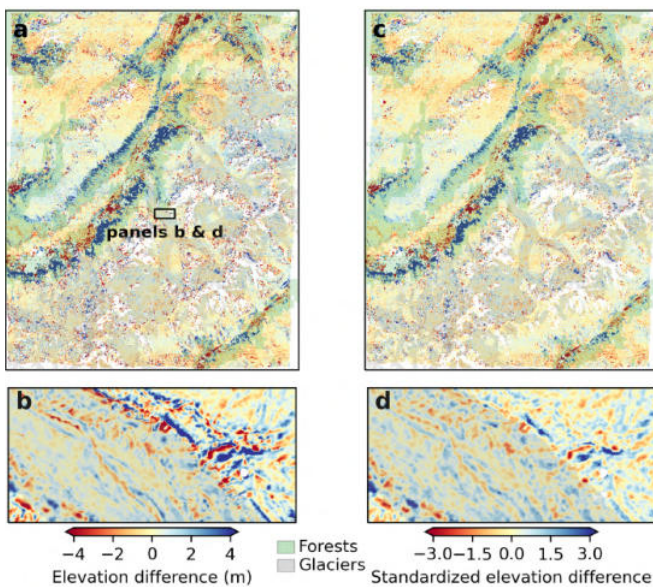 a
c
panels b & d
b
d
−4 −2 0 2 4
Elevation difference (m)
Forests
Glaciers
−3.0 −1.5 0.0 1.5 3.0
Standardized elevation difference